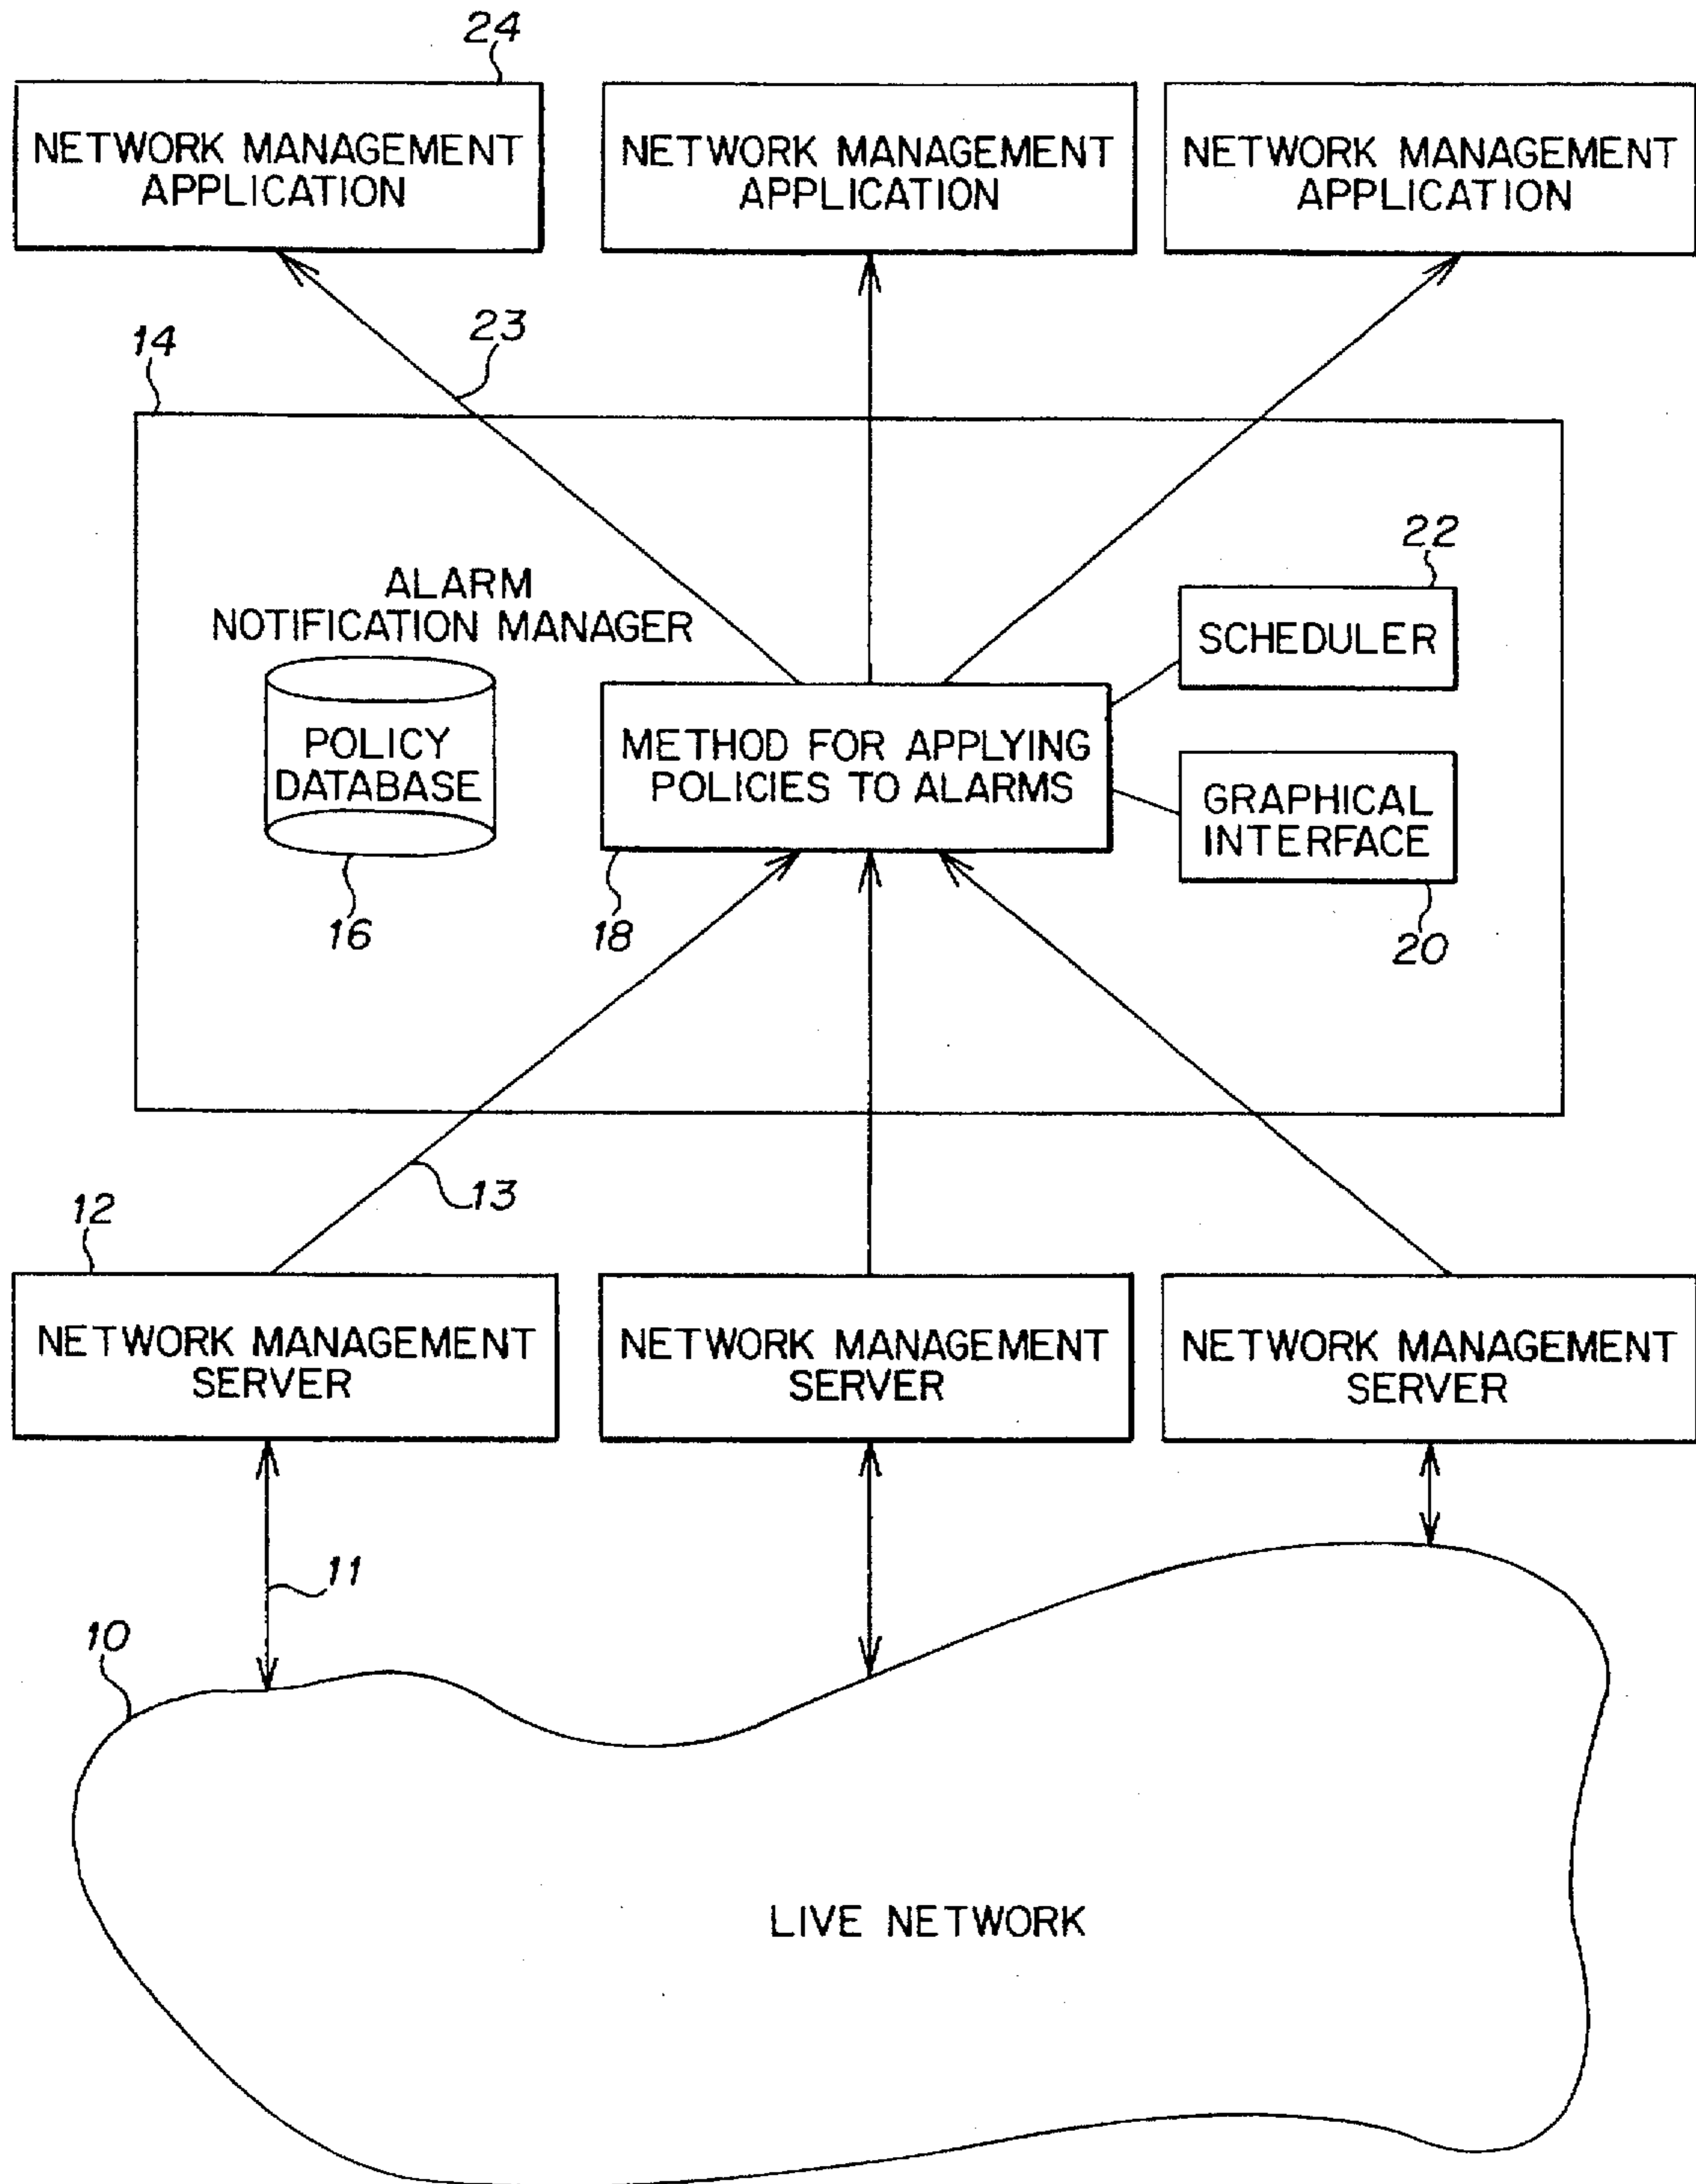 24
NETWORK MANAGEMENT
APPLICATION
NETWORK MANAGEMENT
APPLICATION
NETWORK MANAGEMENT
APPLICATION
14
23
ALARM
NOTIFICATION MANAGER
22
SCHEDULER
POLICY
DATABASE
METHOD FOR APPLYING
POLICIES TO ALARMS
GRAPHICAL
INTERFACE
16
18
20
13
12
NETWORK MANAGEMENT
SERVER
NETWORK MANAGEMENT
SERVER
NETWORK MANAGEMENT
SERVER
11
10
LIVE NETWORK